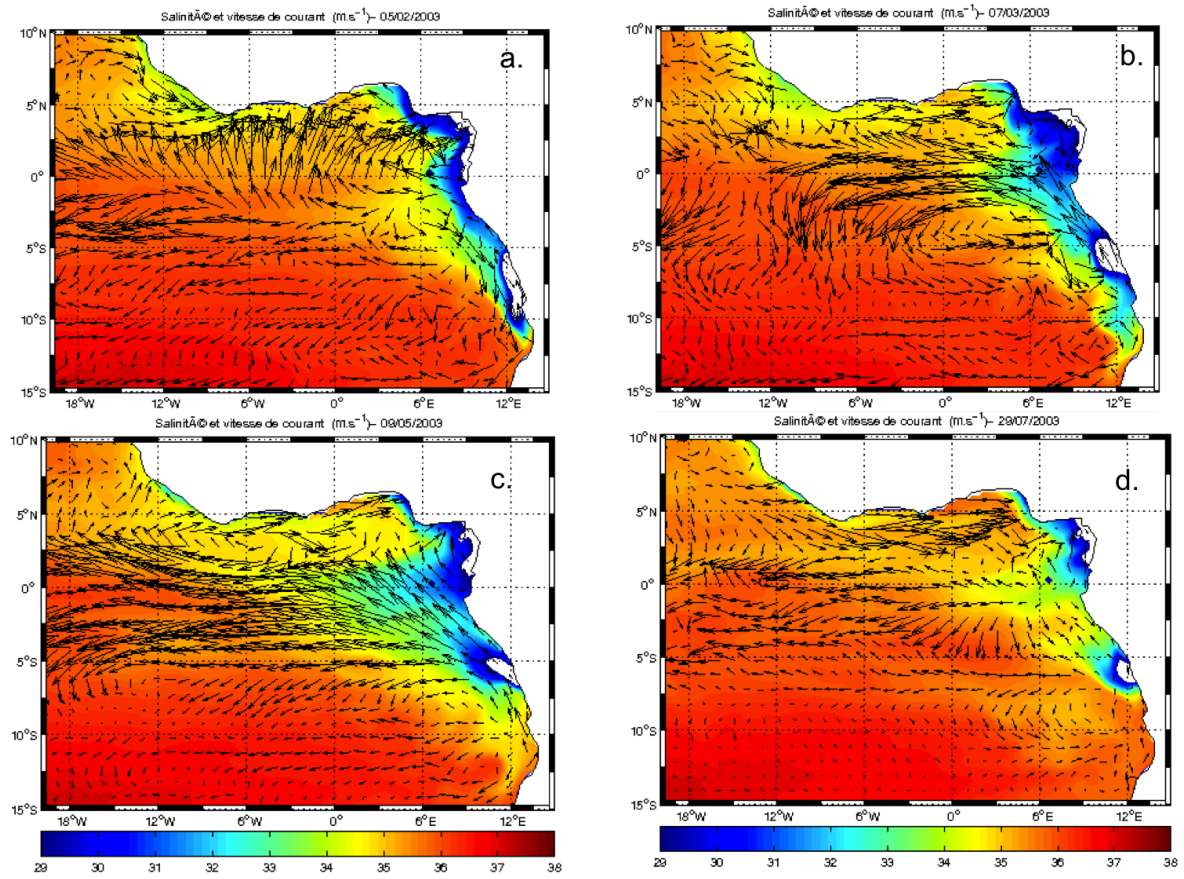 SalinitÃ© et vitesse de courant (m.s⁻¹)– 05/02/2003
a.
10°N
5°N
0°
5°S
10°S
15°S
18°W
12°W
6°W
0°
6°E
12°E
SalinitÃ© et vitesse de courant (m.s⁻¹)– 07/03/2003
b.
10°N
5°N
0°
5°S
10°S
15°S
18°W
12°W
6°W
0°
6°E
12°E
SalinitÃ© et vitesse de courant (m.s⁻¹)– 09/05/2003
c.
10°N
5°N
0°
5°S
10°S
15°S
18°W
12°W
6°W
0°
6°E
12°E
29 30 31 32 33 34 35 36 37 38
SalinitÃ© et vitesse de courant (m.s⁻¹)– 29/07/2003
d.
10°N
5°N
0°
5°S
10°S
15°S
18°W
12°W
6°W
0°
6°E
12°E
29 30 31 32 33 34 35 36 37 38